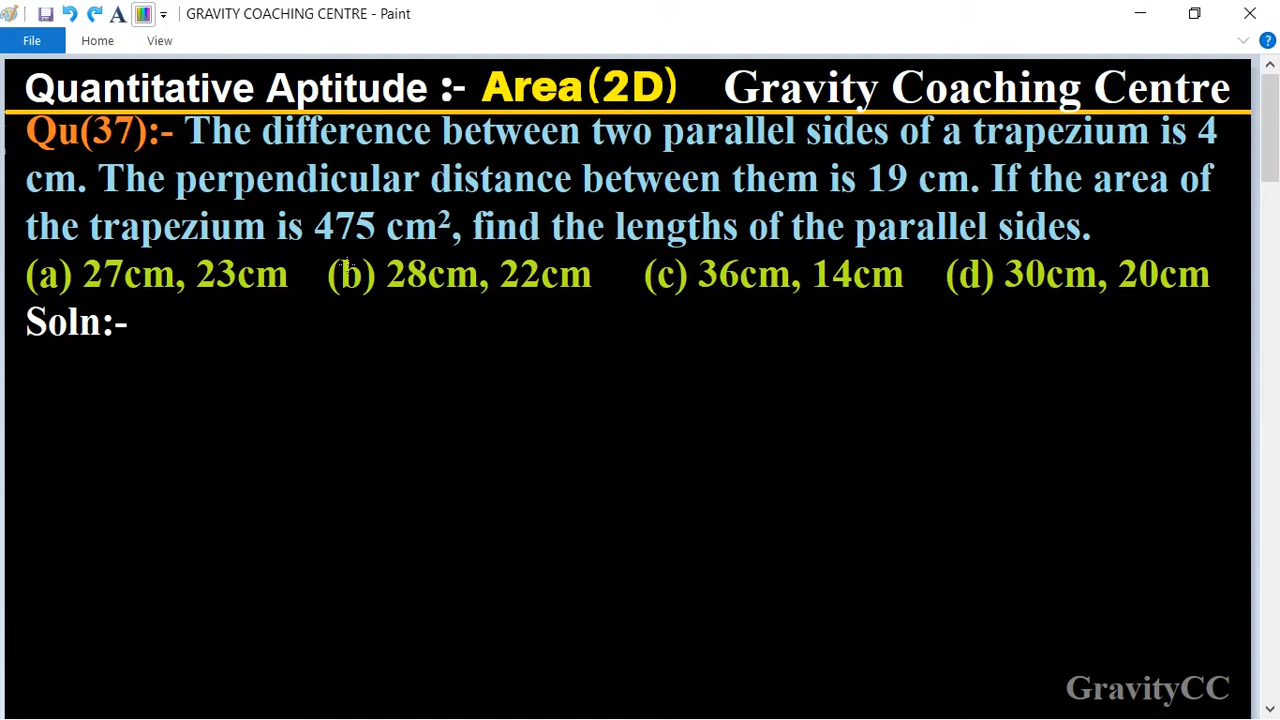 GRAVITY COACHING CENTRE - Paint
File Home View
Quantitative Aptitude :- Area(2D) Gravity Coaching Centre
Qu(37):- The difference between two parallel sides of a trapezium is 4
cm. The perpendicular distance between them is 19 cm. If the area of
the trapezium is 475 cm², find the lengths of the parallel sides.
(a) 27cm, 23cm (b) 28cm, 22cm (c) 36cm, 14cm (d) 30cm, 20cm
Soln:-
GravityCC